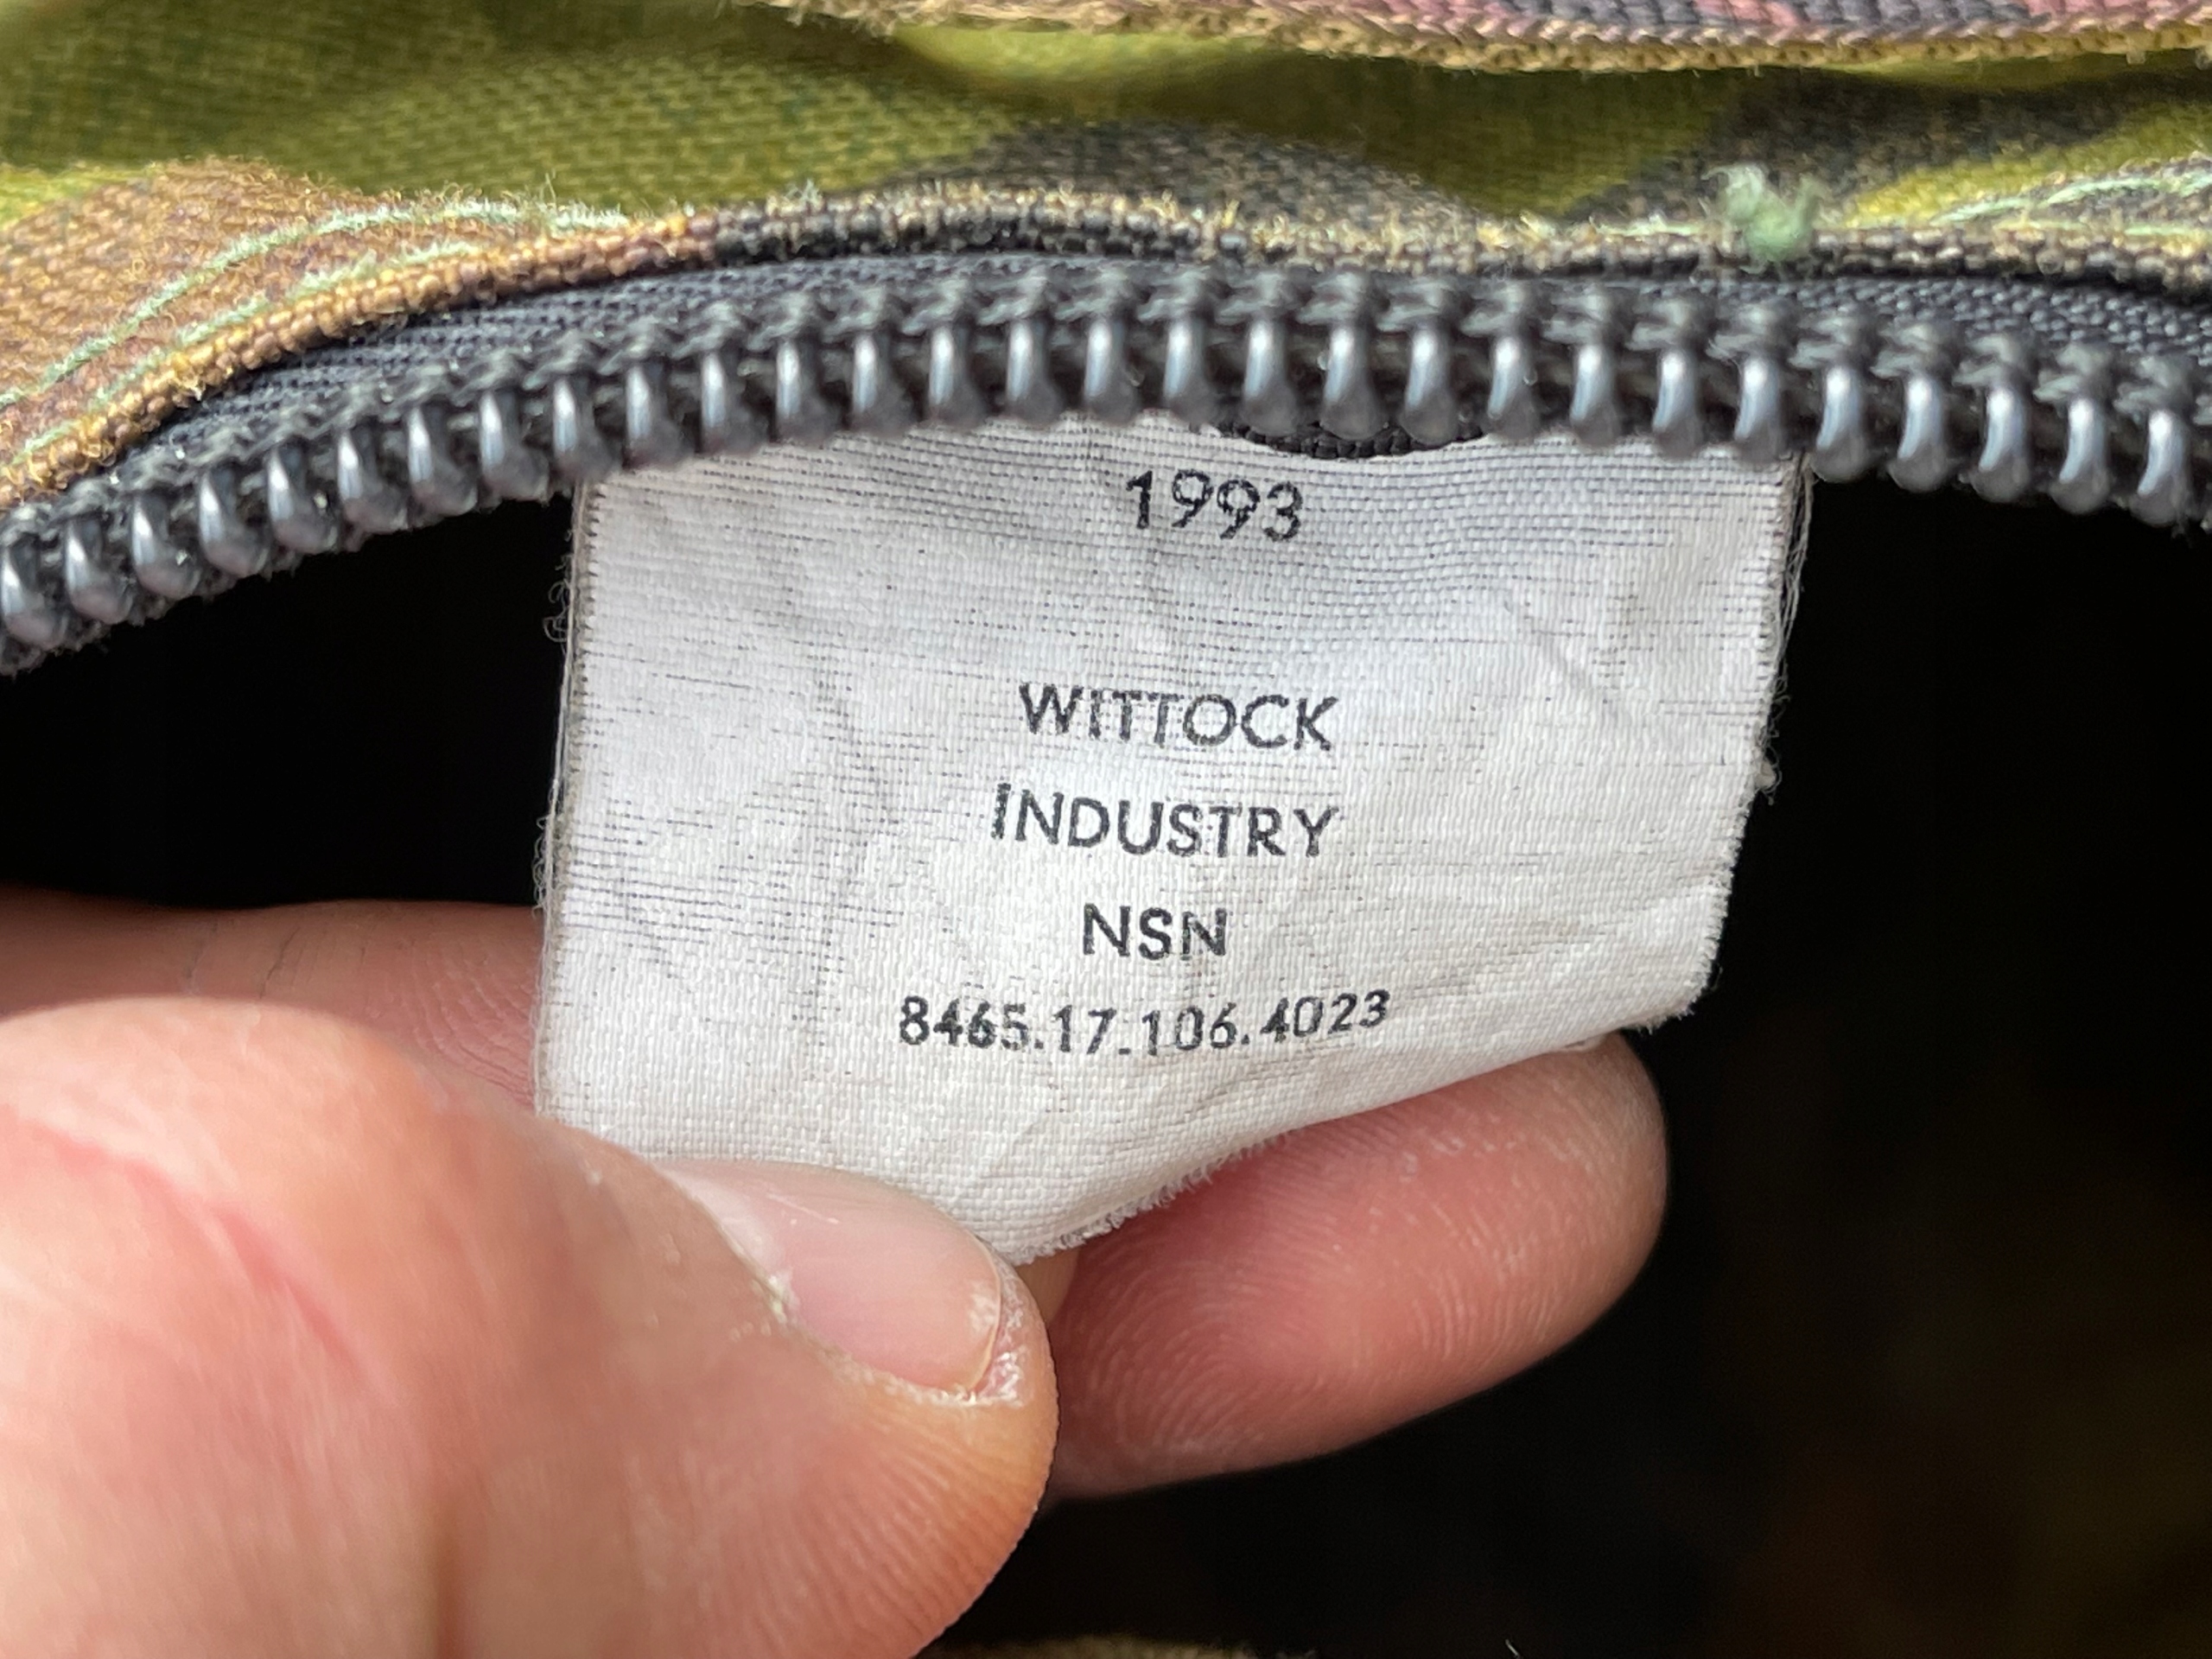 1993
WITTOCK
INDUSTRY
NSN
8465.17.106.4023